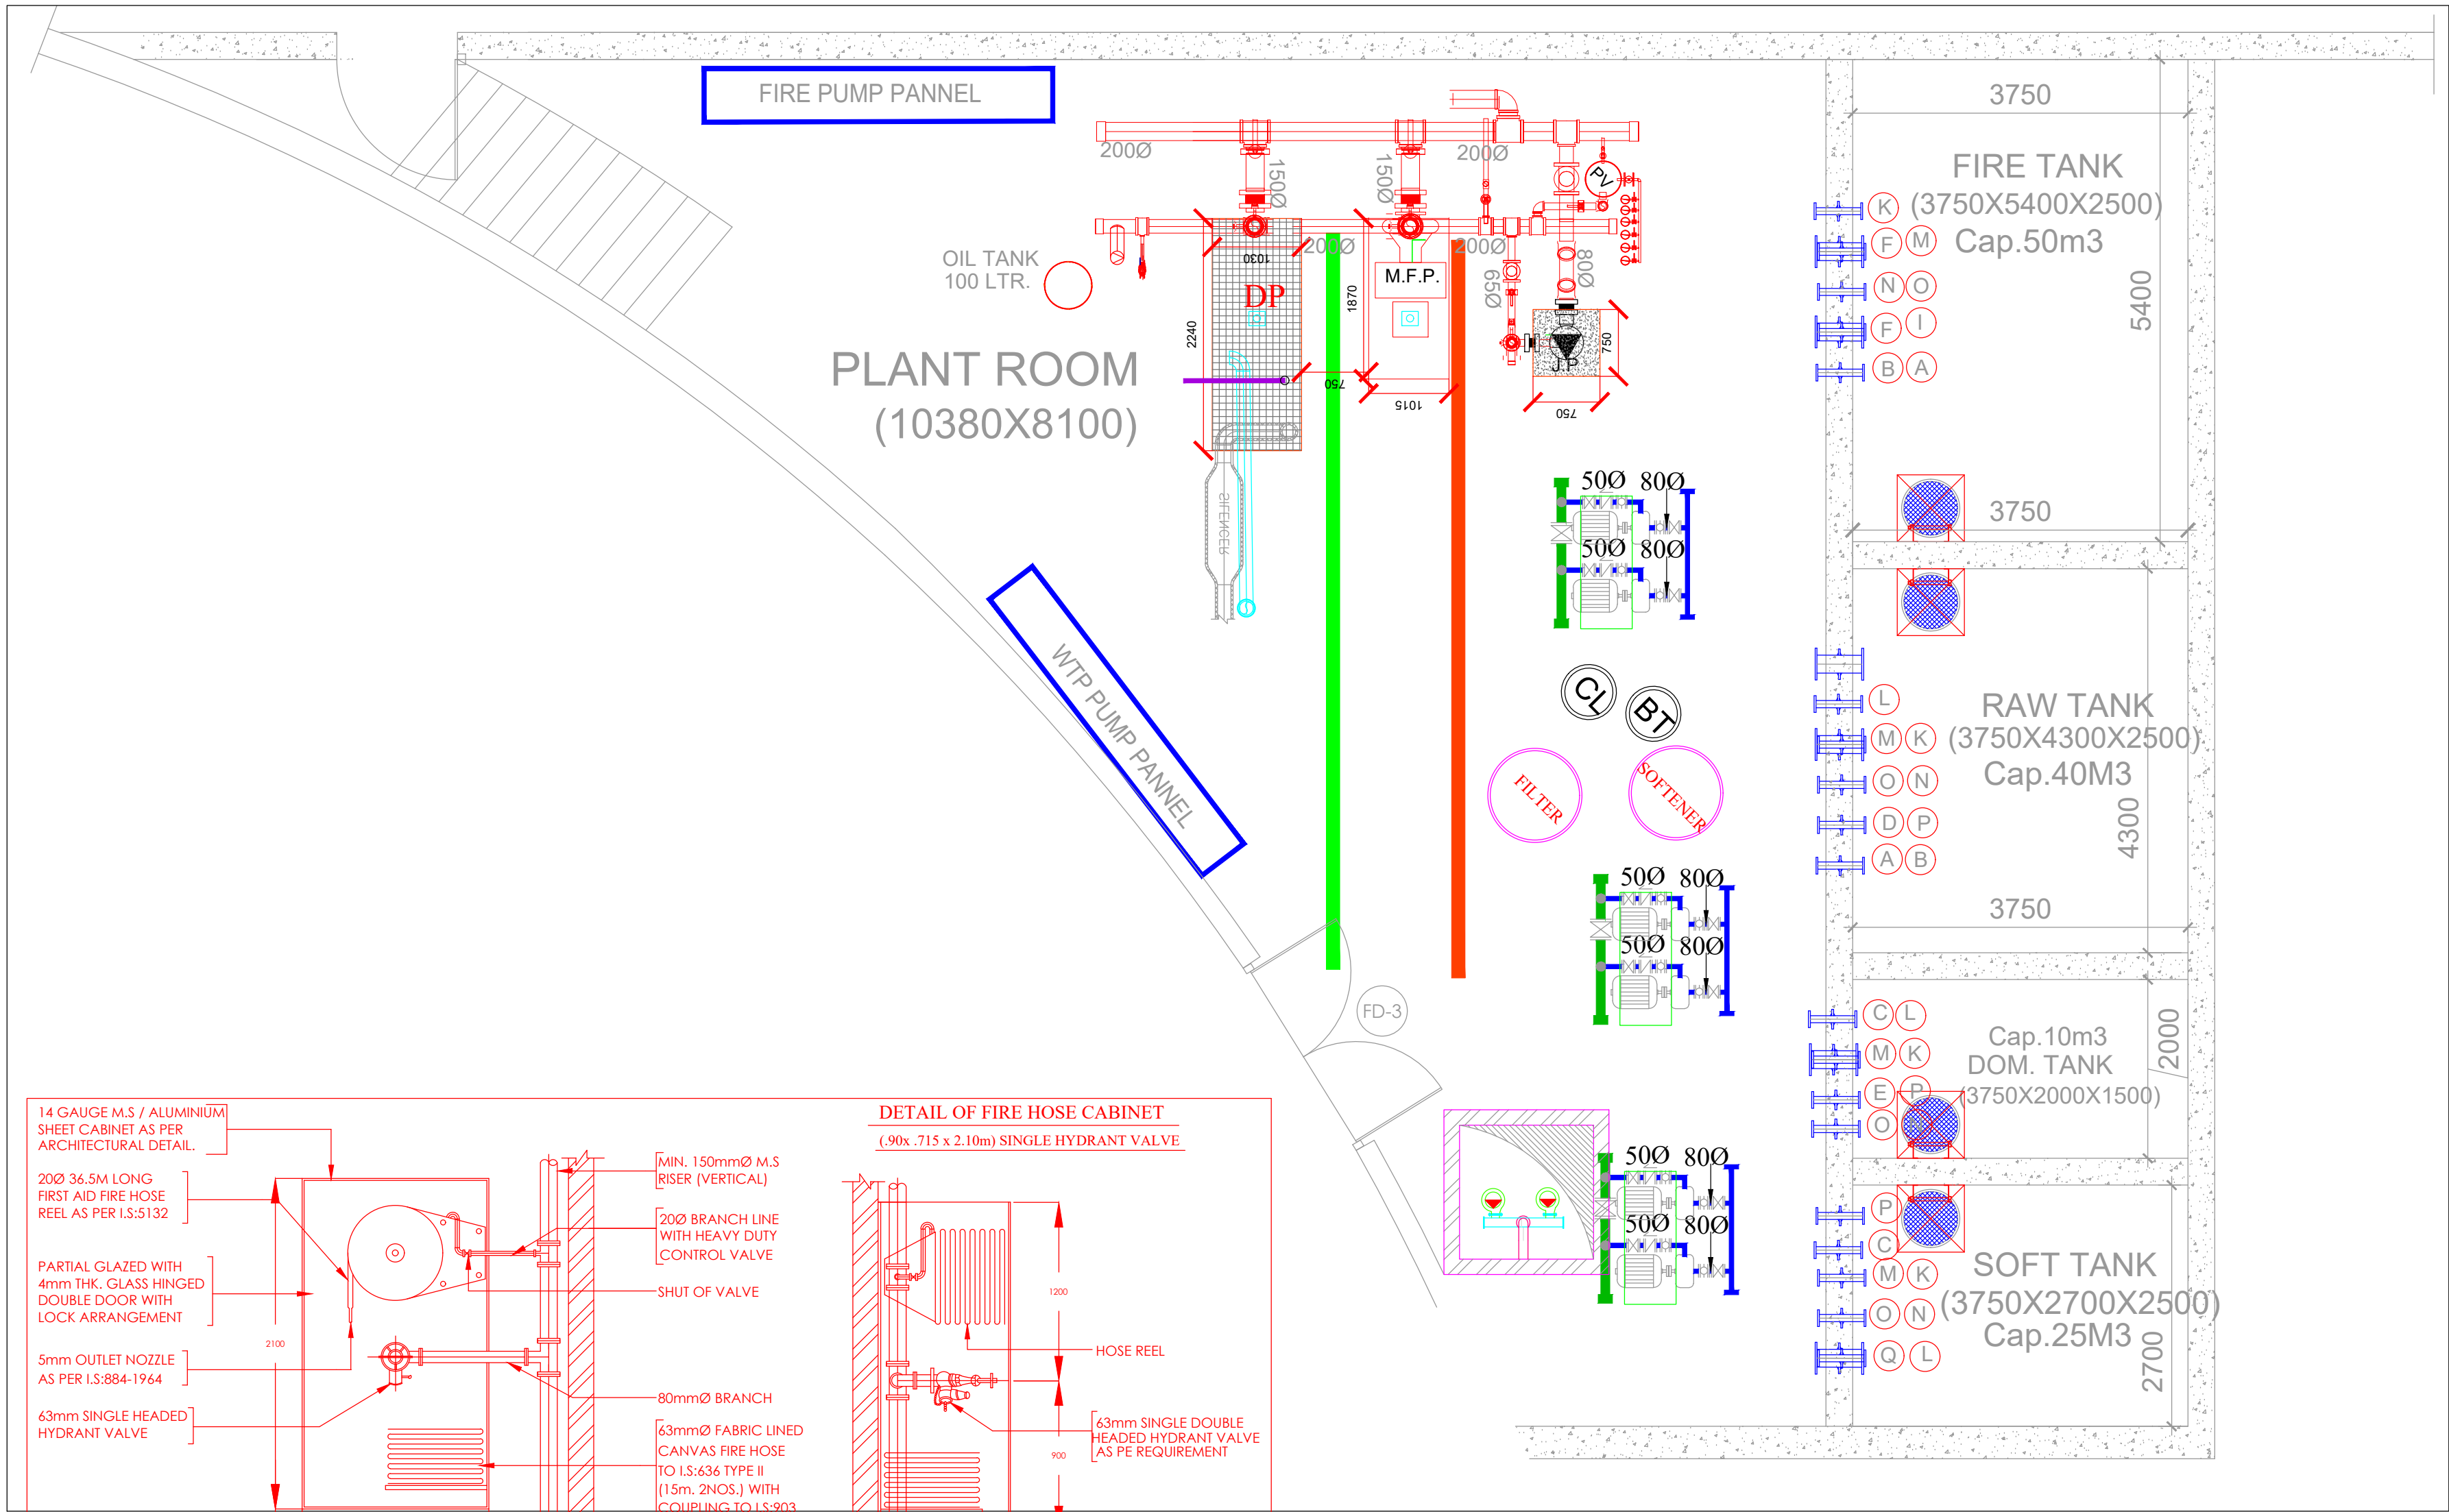 FIRE PUMP PANNEL
200Ø
150Ø
150Ø
200Ø
PV
3750
FIRE TANK
(3750X5400X2500)
Cap.50m3
5400
K
F
M
N
O
F
I
B
A
3750
OIL TANK
100 LTR.
1030
200Ø
200Ø
M.F.P.
65Ø
80Ø
DP
2240
1870
750
1015
J.P
750
750
PLANT ROOM
(10380X8100)
SILENCER
50Ø
80Ø
50Ø
80Ø
WTP PUMP PANNEL
CL
BT
FILTER
SOFTENER
L
RAW TANK
M
K
(3750X4300X2500)
Cap.40M3
O
N
D
P
A
B
4300
3750
50Ø
80Ø
50Ø
80Ø
FD-3
C
L
M
K
E
P
O
Cap.10m3
DOM. TANK
(3750X2000X1500)
2000
50Ø
80Ø
50Ø
80Ø
P
C
M
K
O
N
Q
L
SOFT TANK
(3750X2700X2500)
Cap.25M3
2700
DETAIL OF FIRE HOSE CABINET
(.90x .715 x 2.10m) SINGLE HYDRANT VALVE
14 GAUGE M.S / ALUMINIUM
SHEET CABINET AS PER
ARCHITECTURAL DETAIL.
20Ø 36.5M LONG
FIRST AID FIRE HOSE
REEL AS PER I.S:5132
PARTIAL GLAZED WITH
4mm THK. GLASS HINGED
DOUBLE DOOR WITH
LOCK ARRANGEMENT
5mm OUTLET NOZZLE
AS PER I.S:884-1964
63mm SINGLE HEADED
HYDRANT VALVE
2100
MIN. 150mmØ M.S
RISER (VERTICAL)
20Ø BRANCH LINE
WITH HEAVY DUTY
CONTROL VALVE
SHUT OF VALVE
80mmØ BRANCH
63mmØ FABRIC LINED
CANVAS FIRE HOSE
TO I.S:636 TYPE II
(15m. 2NOS.) WITH
COUPLING TO I.S:903
1200
HOSE REEL
63mm SINGLE DOUBLE
HEADED HYDRANT VALVE
AS PE REQUIREMENT
900